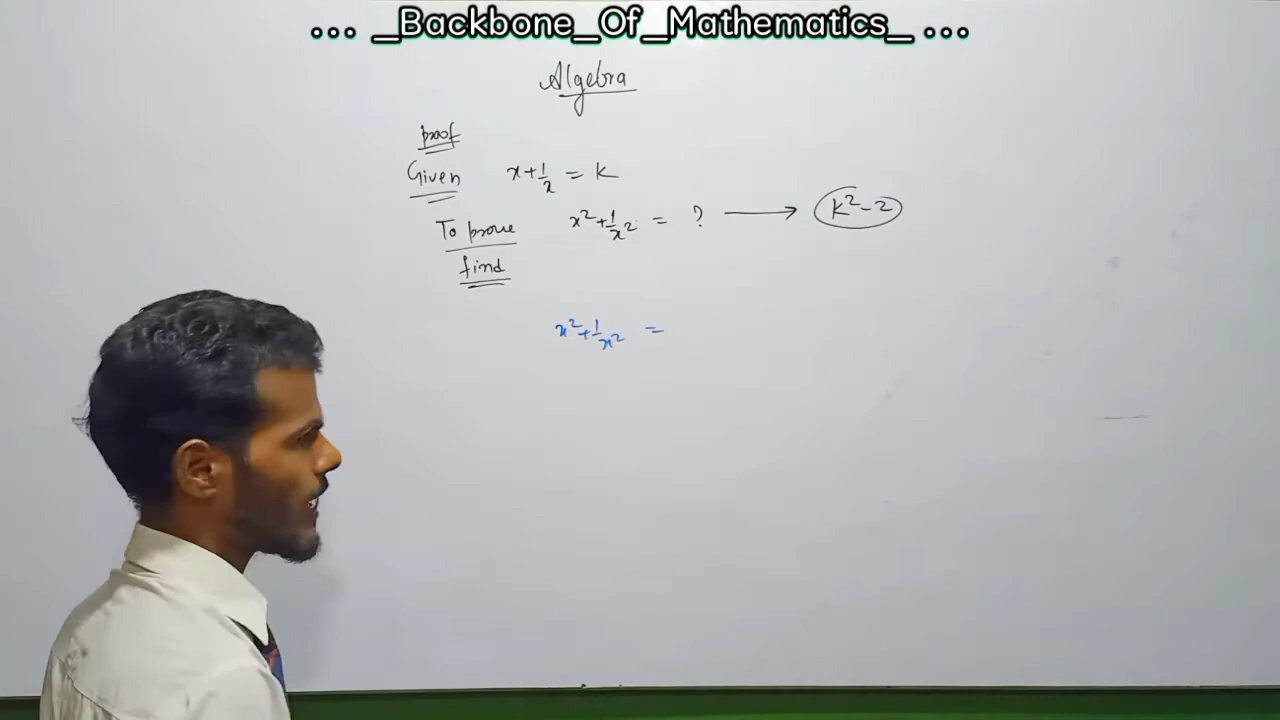 ... _Backbone_Of_Mathematics_ ...
Algebra
proof
Given x+1/x = K
To prove x²+1/x² = ? ⟶ K²-2
find
x²+1/x² =